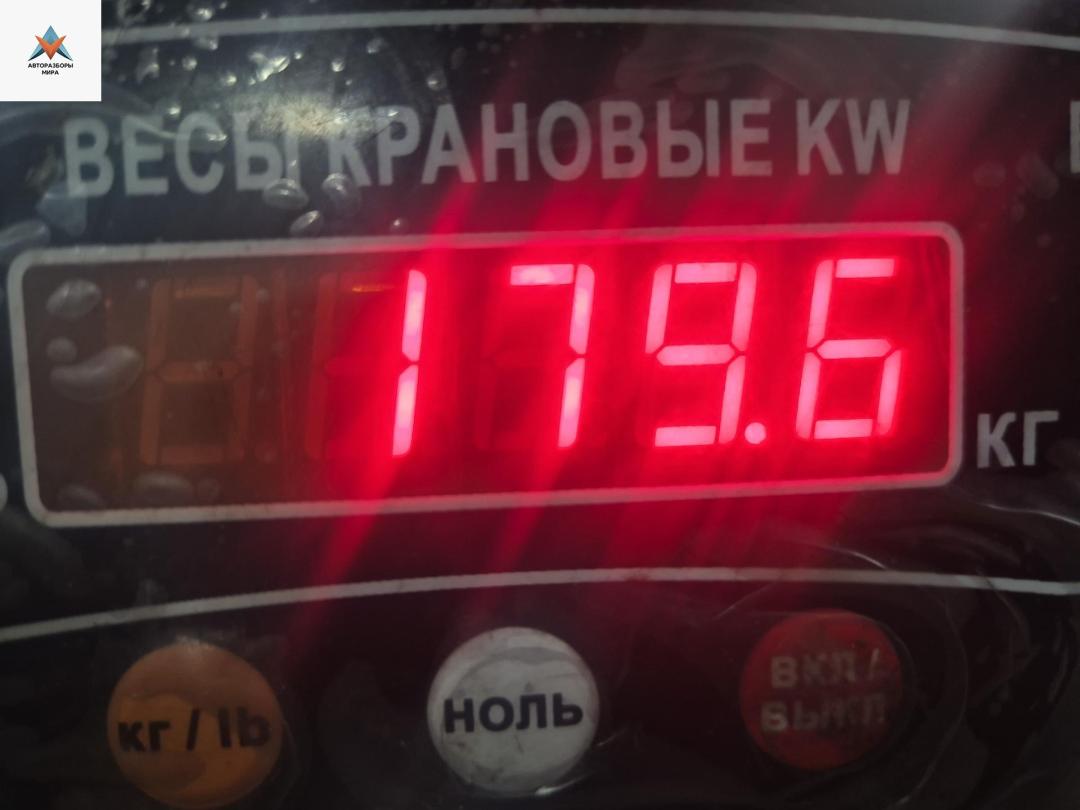 АВТОРАЗБОРЫ
МИРА
ВЕСЫ КРАНОВЫЕ KW
179.6
кг
кг / lb
НОЛЬ
ВКЛ /
ВЫКЛ